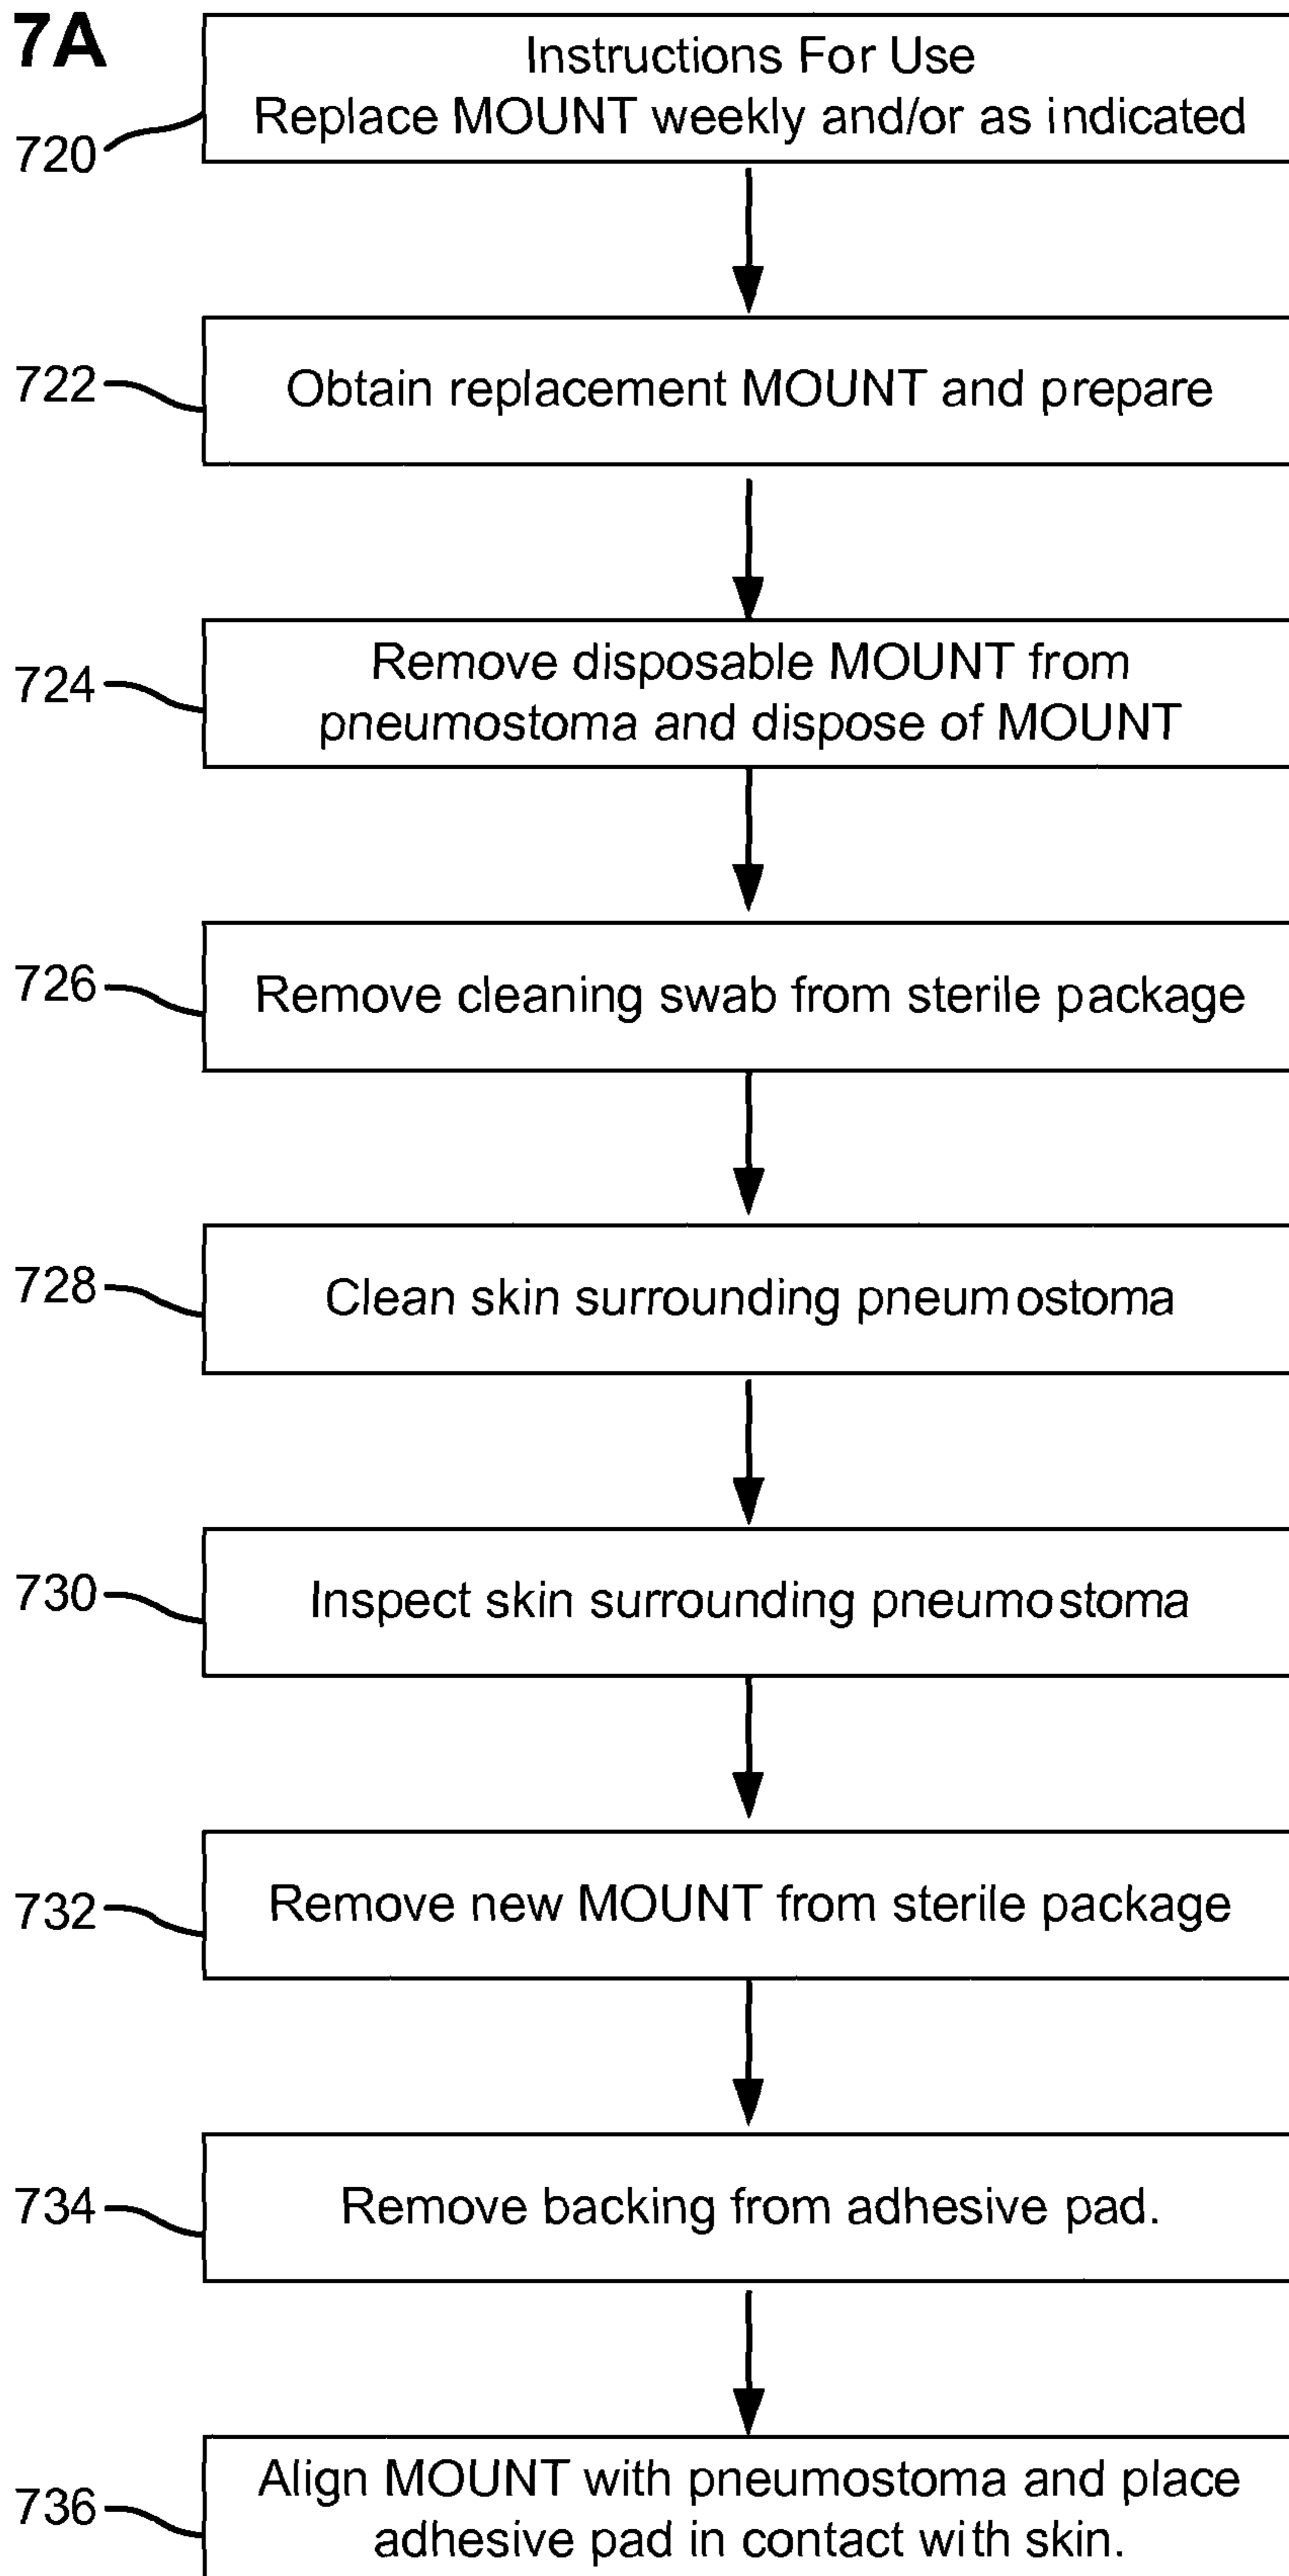 7A
Instructions For Use
Replace MOUNT weekly and/or as indicated
720
722
Obtain replacement MOUNT and prepare
Remove disposable MOUNT from
724
pneumostoma and dispose of MOUNT
726
Remove cleaning swab from sterile package
728
Clean skin surrounding pneumostoma
730
Inspect skin surrounding pneumostoma
732
Remove new MOUNT from sterile package
734
Remove backing from adhesive pad.
Align MOUNT with pneumostoma and place
736
adhesive pad in contact with skin.